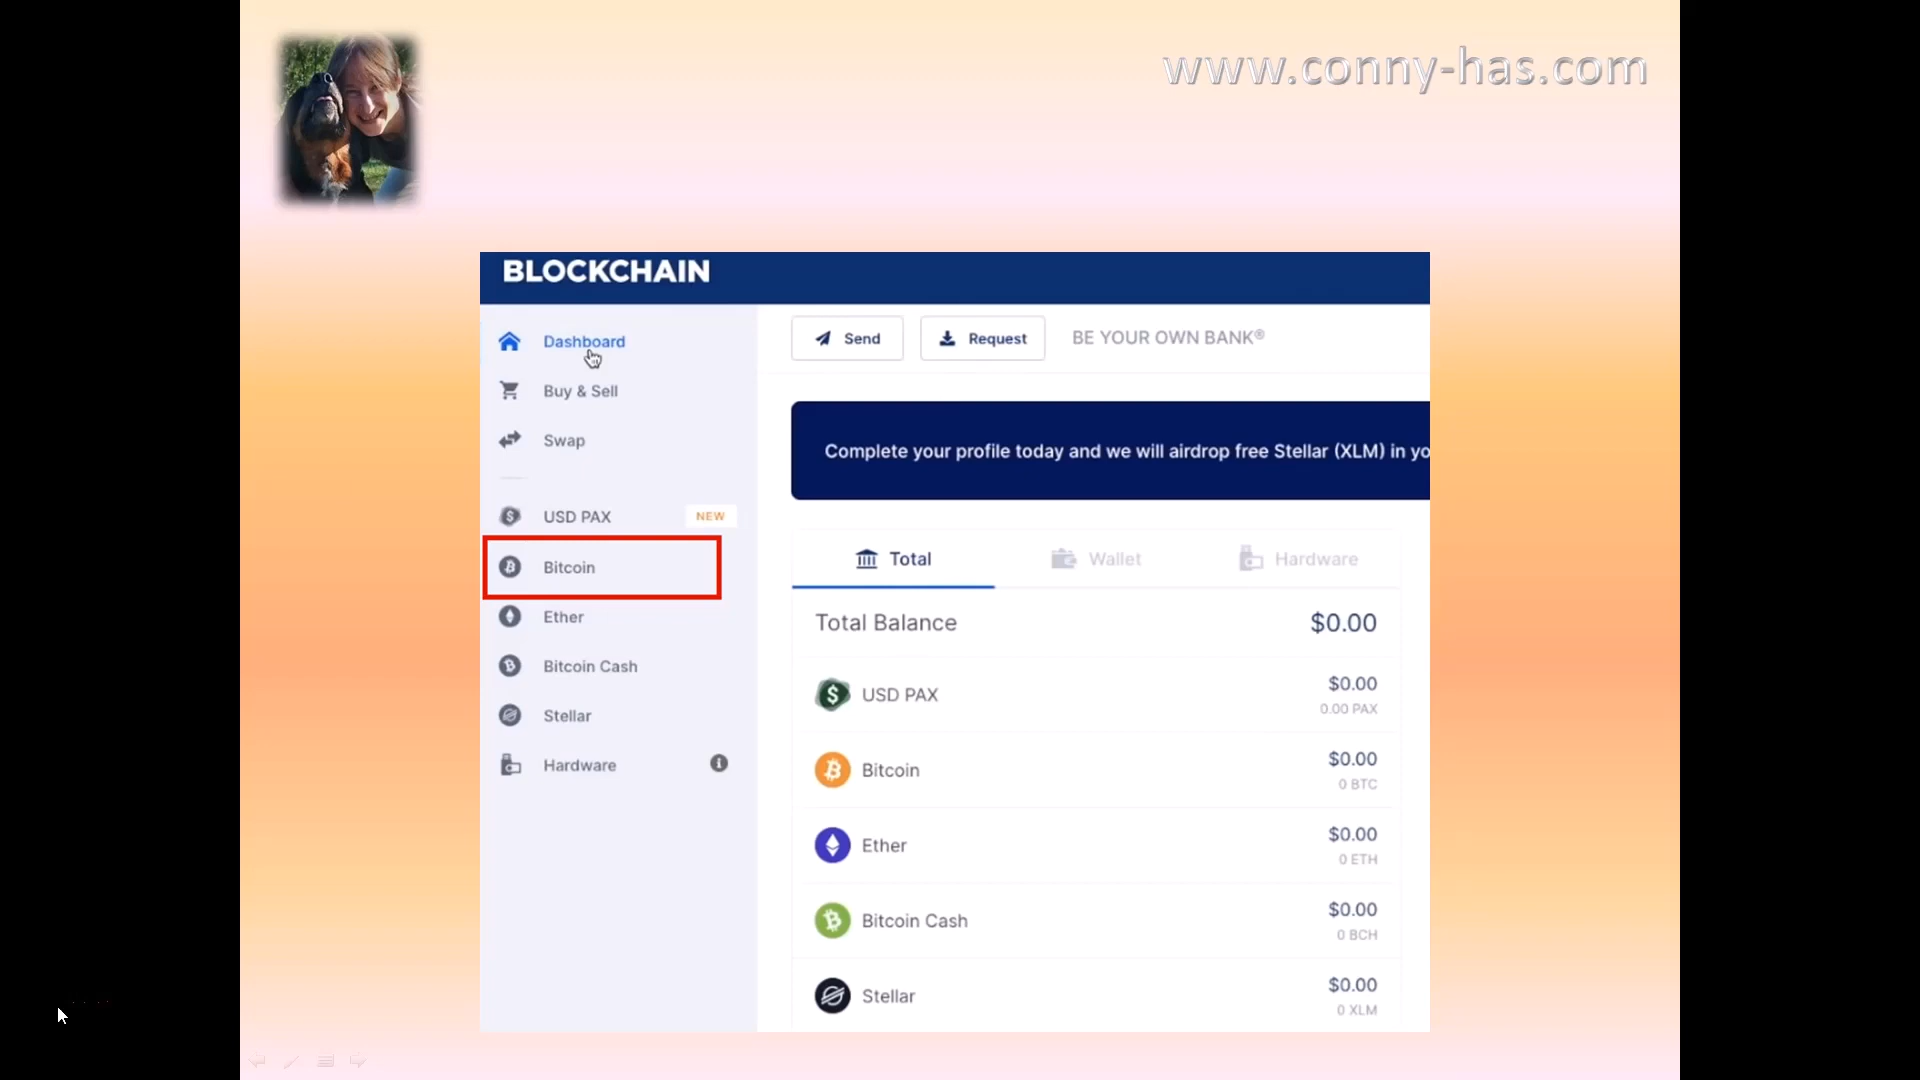 www.conny-has.com
BLOCKCHAIN
Dashboard
Buy & Sell
Swap
USD PAX NEW
Bitcoin
Ether
Bitcoin Cash
Stellar
Hardware
Send Request BE YOUR OWN BANK®
Complete your profile today and we will airdrop free Stellar (XLM) in yo
Total Wallet Hardware
Total Balance $0.00
USD PAX $0.00
0.00 PAX
Bitcoin $0.00
0 BTC
Ether $0.00
0 ETH
Bitcoin Cash $0.00
0 BCH
Stellar $0.00
0 XLM